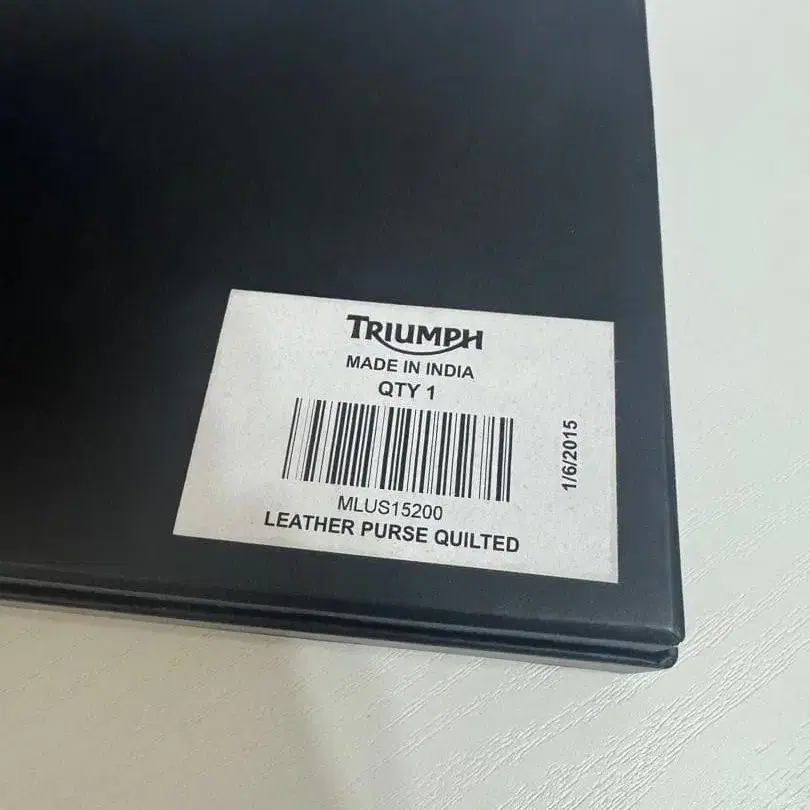 TRIUMPH
MADE IN INDIA
QTY 1
MLUS15200
LEATHER PURSE QUILTED
1/6/2015